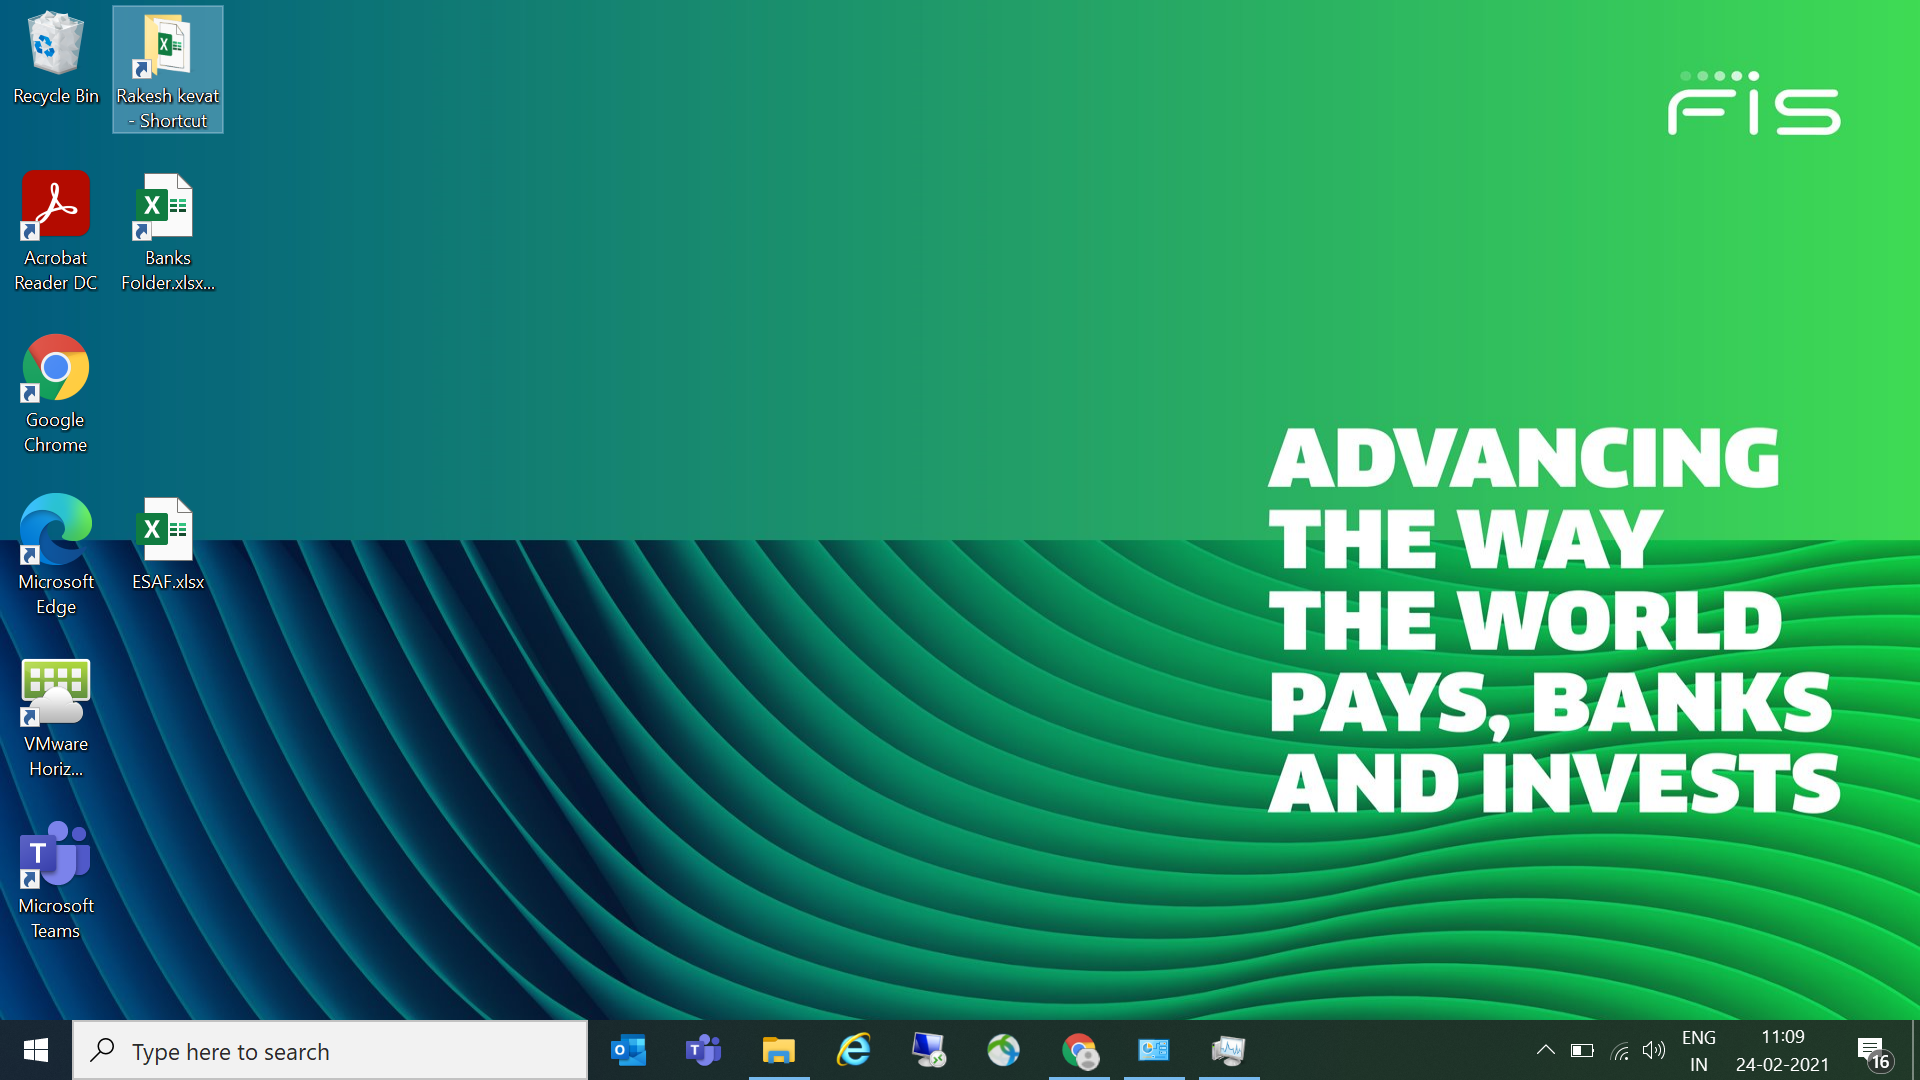 Recycle Bin
Rakesh kevat
- Shortcut
Acrobat
Reader DC
Banks
Folder.xlsx...
Google
Chrome
Microsoft
Edge
ESAF.xlsx
VMware
Horiz...
Microsoft
Teams
FIS
ADVANCING
THE WAY
THE WORLD
PAYS, BANKS
AND INVESTS
Type here to search
ENG
IN
11:09
24-02-2021
16